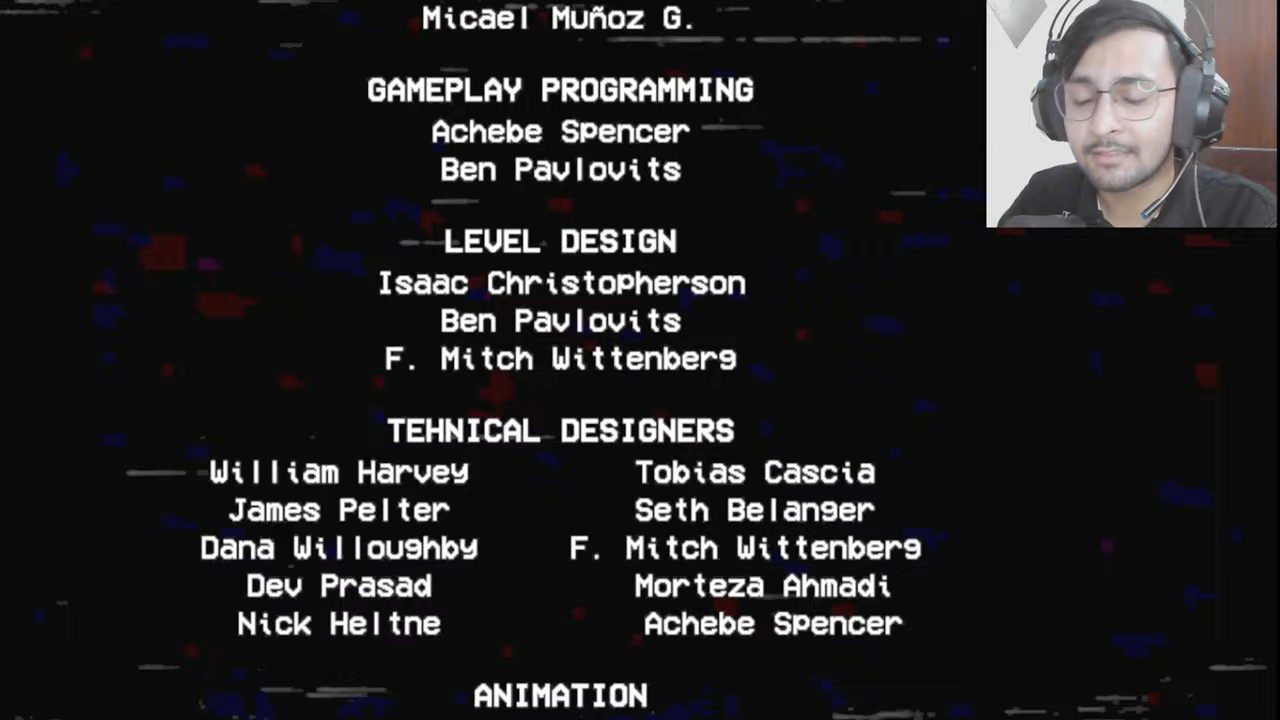 Micael Muñoz G.
GAMEPLAY PROGRAMMING
Achebe Spencer
Ben Pavlovits
LEVEL DESIGN
Isaac Christopherson
Ben Pavlovits
F. Mitch Wittenberg
TEHNICAL DESIGNERS
William Harvey Tobias Cascia
James Pelter Seth Belanger
Dana Willoughby F. Mitch Wittenberg
Dev Prasad Morteza Ahmadi
Nick Heltne Achebe Spencer
ANIMATION